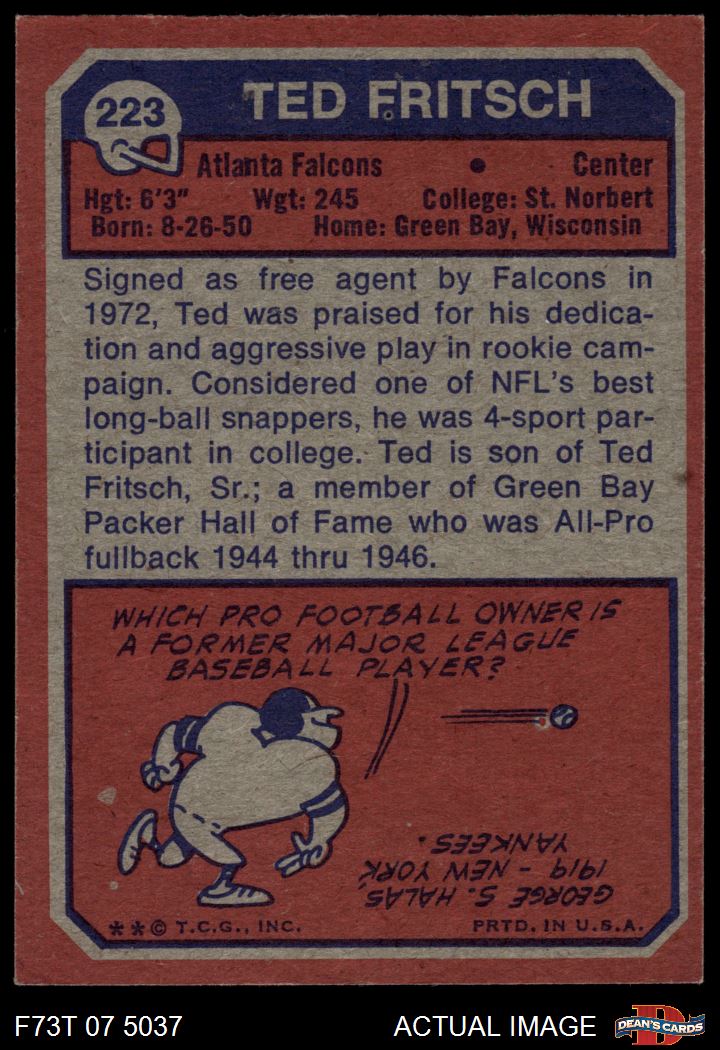 223
TED FRITSCH
Atlanta Falcons • Center
Hgt: 6'3" Wgt: 245 College: St. Norbert
Born: 8-26-50 Home: Green Bay, Wisconsin
Signed as free agent by Falcons in
1972, Ted was praised for his dedica-
tion and aggressive play in rookie cam-
paign. Considered one of NFL's best
long-ball snappers, he was 4-sport par-
ticipant in college. Ted is son of Ted
Fritsch, Sr.; a member of Green Bay
Packer Hall of Fame who was All-Pro
fullback 1944 thru 1946.
WHICH PRO FOOTBALL OWNER IS
A FORMER MAJOR LEAGUE
BASEBALL PLAYER?
GEORGE S. HALAS,
1919 - NEW YORK
YANKEES.
**© T.C.G., INC. PRTD. IN U.S.A.
F73T 07 5037 ACTUAL IMAGE
D
DEAN'S CARDS